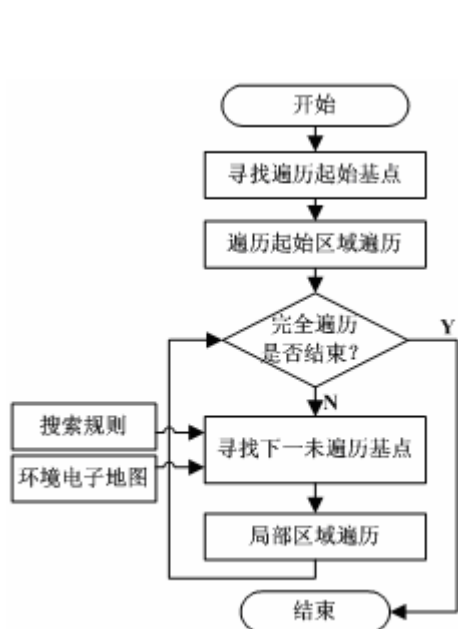 开始
寻找遍历起始基点
遍历起始区域遍历
完全遍历
是否结束?
Y
N
搜索规则
环境电子地图
寻找下一未遍历基点
局部区域遍历
结束